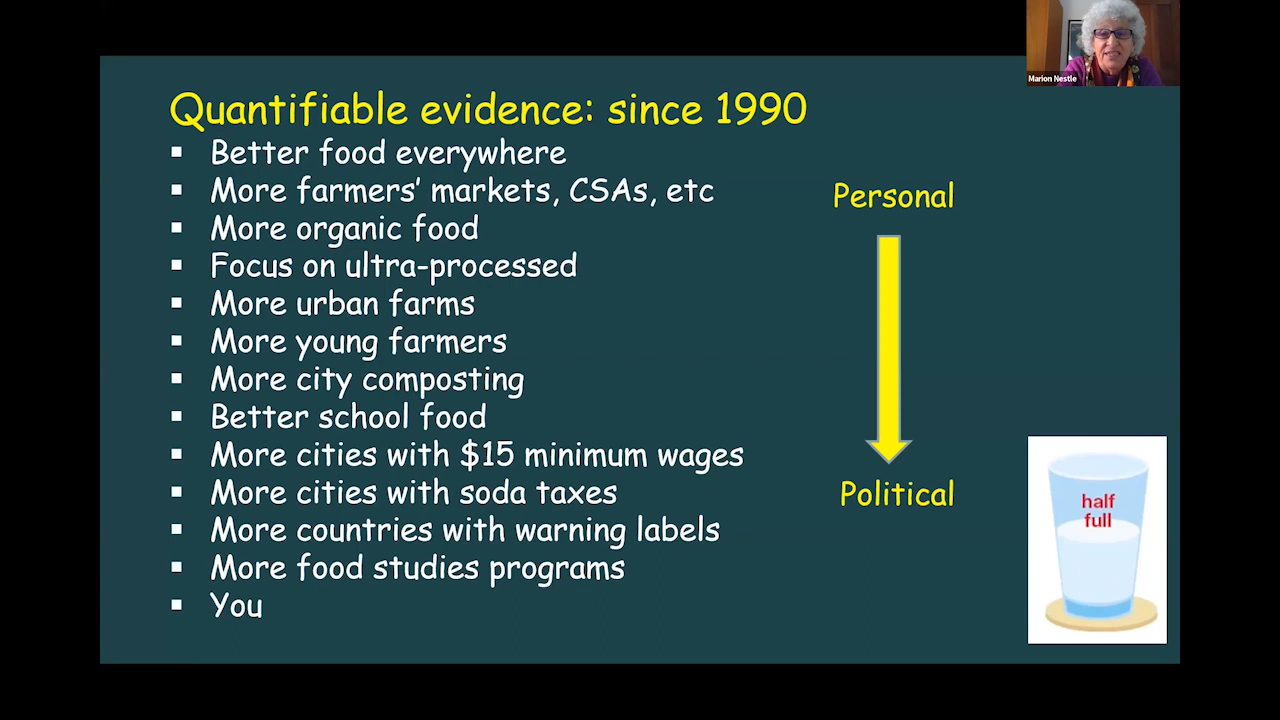 Marion Nestle
Quantifiable evidence: since 1990
▪ Better food everywhere
▪ More farmers’ markets, CSAs, etc
▪ More organic food
▪ Focus on ultra-processed
▪ More urban farms
▪ More young farmers
▪ More city composting
▪ Better school food
▪ More cities with $15 minimum wages
▪ More cities with soda taxes
▪ More countries with warning labels
▪ More food studies programs
▪ You
Personal
Political
half
full